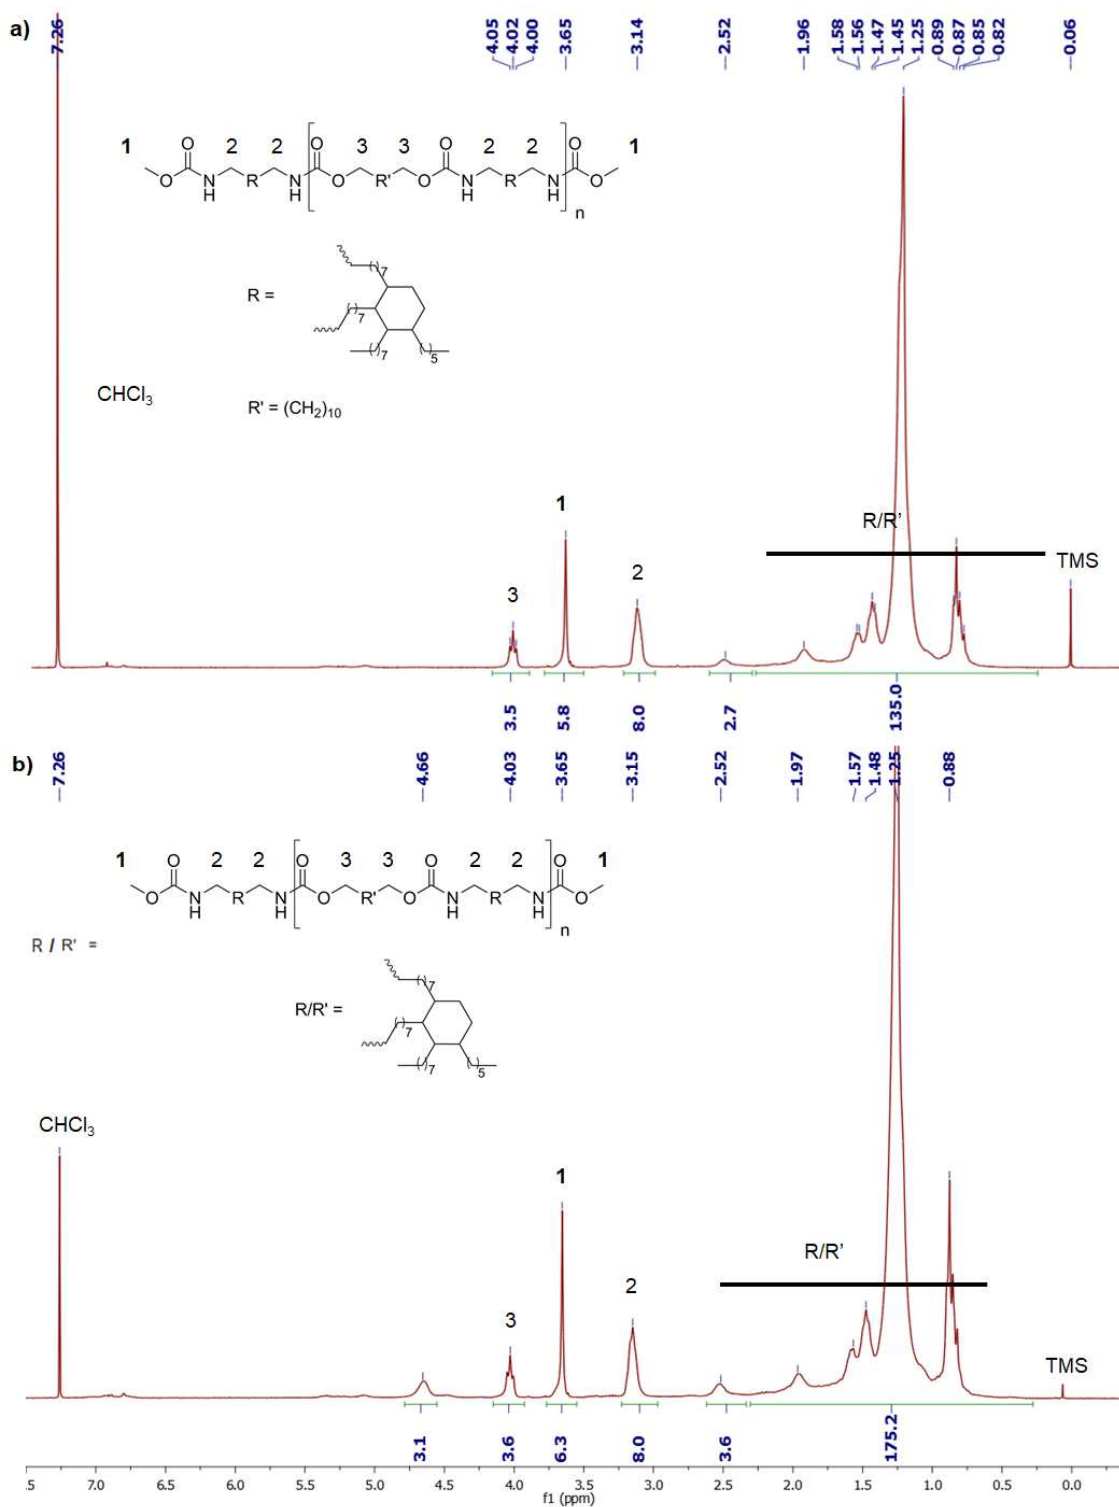 a)
7.26
4.05
4.02
4.00
3.65
3.14
2.52
1.96
1.58
1.56
1.47
1.45
1.25
0.89
0.87
0.85
0.82
0.06
1 2 2 3 3 2 2 1
O O O O
O N H R N H O R' O N H R N H O
n
R =
7
7
7
5
CHCl3
R' = (CH2)10
1
R/R'
TMS
2
3
3.5
5.8
8.0
2.7
135.0
b)
7.26
4.66
4.03
3.65
3.15
2.52
1.97
1.57
1.48
1.25
0.88
1 2 2 3 3 2 2 1
O O O O
O N H R N H O R' O N H R N H O
n
R / R' =
R/R' =
7
7
7
5
CHCl3
1
R/R'
2
3
TMS
3.1
3.6
6.3
8.0
3.6
175.2
.5 7.0 6.5 6.0 5.5 5.0 4.5 4.0 3.5 3.0 2.5 2.0 1.5 1.0 0.5 0.0
f1 (ppm)